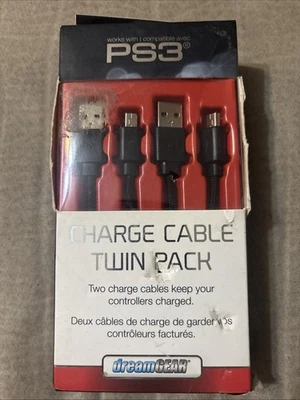 works with | compatible avec
PS3®
CHARGE CABLE
TWIN PACK
Two charge cables keep your
controllers charged.
Deux câbles de charge de garder vos
contrôleurs facturés.
dreamGEAR